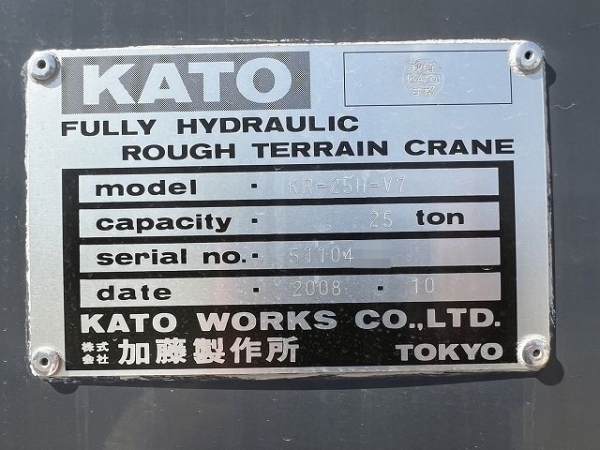 KATO
FULLY HYDRAULIC
ROUGH TERRAIN CRANE
model · KR-25H-V7
capacity · 25 ton
serial no. · 51104
date · 2008 · 10
KATO WORKS CO.,LTD.
株式会社 加藤製作所 TOKYO